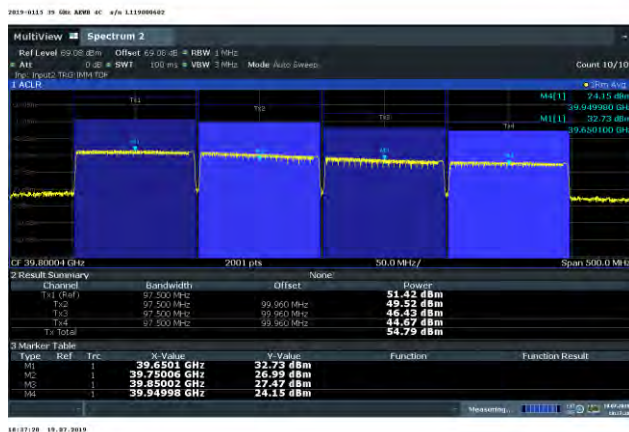 2019-0115 39 GHz AEWB 4C s/n L119000602
MultiView Spectrum 2
Ref Level 69.08 dBm Offset 69.08 dB RBW 1 MHz
Att 0 dB SWT 100 ms VBW 3 MHz Mode Auto Sweep Count 10/10
1 ACLR 1Rm Avg
M4[1] 24.15 dBm
39.949980 GHz
M1[1] 32.73 dBm
39.650100 GHz
Tx1 Tx2 Tx3 Tx4
CF 39.80004 GHz 2001 pts 50.0 MHz/ Span 500.0 MHz
2 Result Summary None
Channel Bandwidth Offset Power
Tx1 (Ref) 97.500 MHz 51.42 dBm
Tx2 97.500 MHz 99.960 MHz 49.52 dBm
Tx3 97.500 MHz 99.960 MHz 46.43 dBm
Tx4 97.500 MHz 99.960 MHz 44.67 dBm
Tx Total 54.79 dBm
3 Marker Table
Type Ref Trc X-Value Y-Value Function Function Result
M1 1 39.6501 GHz 32.73 dBm
M2 1 39.75006 GHz 26.99 dBm
M3 1 39.85002 GHz 27.47 dBm
M4 1 39.94998 GHz 24.15 dBm
Measuring...
16:37:20 19.07.2019